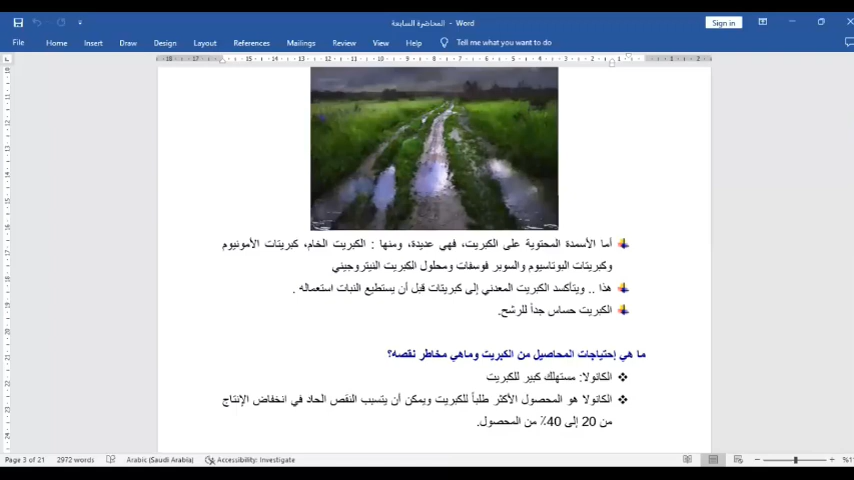 المحاضرة السابعة - Word
Sign in
File Home Insert Draw Design Layout References Mailings Review View Help Tell me what you want to do
أما الأسمدة المحتوية على الكبريت، فهي عديدة، ومنها : الكبريت الخام، كبريتات الأمونيوم
وكبريتات البوتاسيوم والسوبر فوسفات ومحلول الكبريت النيتروجيني
هذا .. ويتأكسد الكبريت المعدني إلى كبريتات قبل أن يستطيع النبات استعماله .
الكبريت حساس جداً للرشح.
ما هي إحتياجات المحاصيل من الكبريت وماهي مخاطر نقصه؟
الكانولا: مستهلك كبير للكبريت
الكانولا هو المحصول الأكثر طلباً للكبريت ويمكن أن يتسبب النقص الحاد في انخفاض الإنتاج
من 20 إلى 40٪ من المحصول.
Page 3 of 21 2972 words Arabic (Saudi Arabia) Accessibility: Investigate